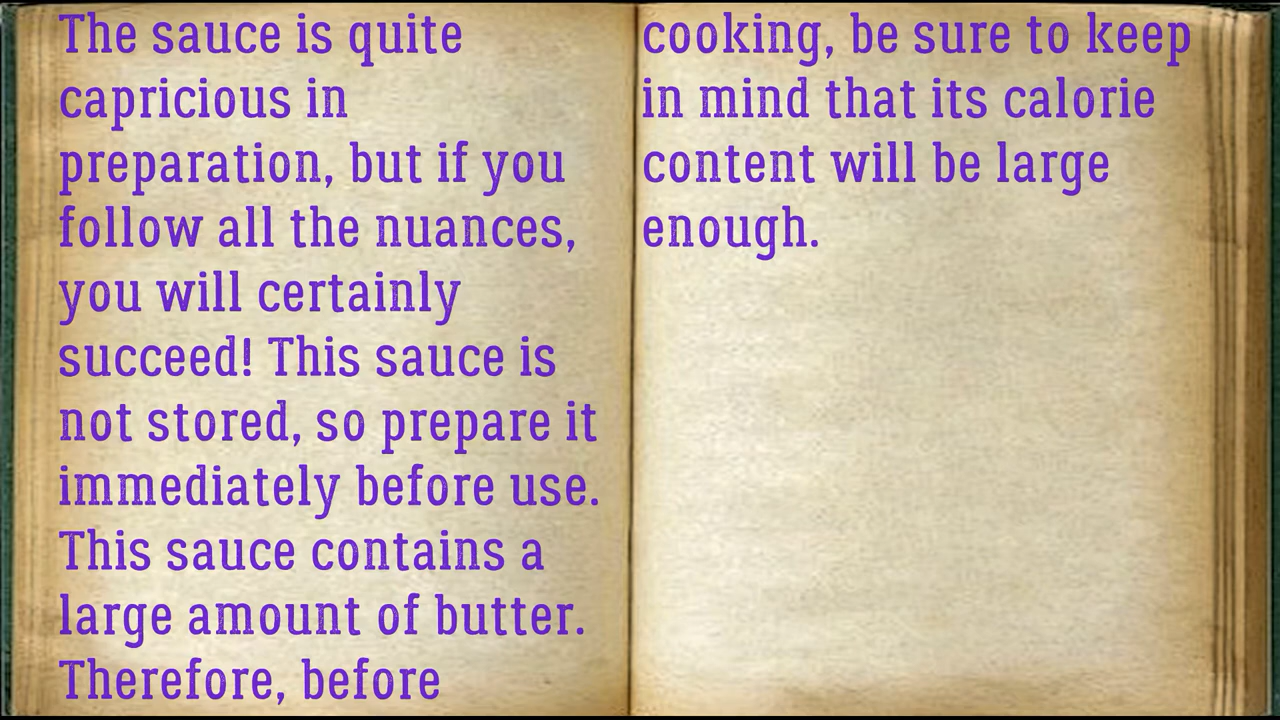 The sauce is quite
capricious in
preparation, but if you
follow all the nuances,
you will certainly
succeed! This sauce is
not stored, so prepare it
immediately before use.
This sauce contains a
large amount of butter.
Therefore, before
cooking, be sure to keep
in mind that its calorie
content will be large
enough.